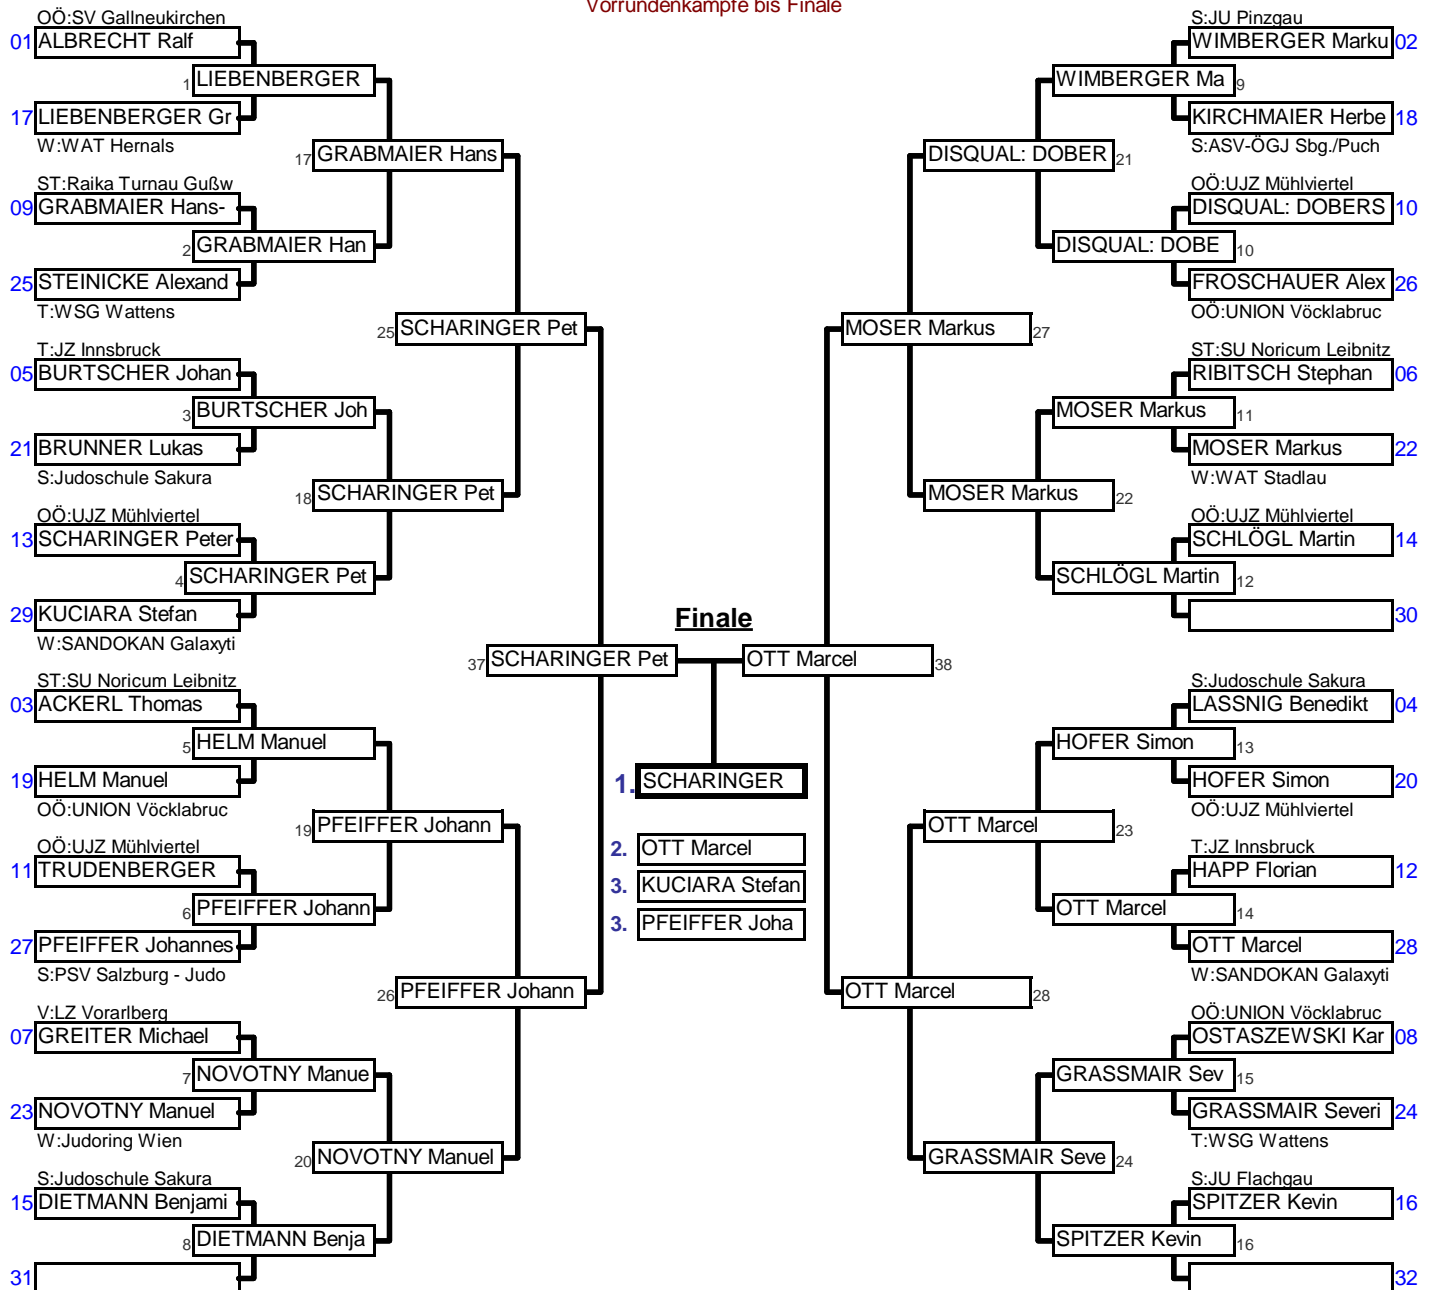 Vorrundenkämpfe bis Finale
OÖ:SV Gallneukirchen
01 ALBRECHT Ralf
1 LIEBENBERGER
17 LIEBENBERGER Gr
W:WAT Hernals
17 GRABMAIER Hans
ST:Raika Turnau Gußw
09 GRABMAIER Hans-
2 GRABMAIER Han
25 STEINICKE Alexand
T:WSG Wattens
25 SCHARINGER Pet
T:JZ Innsbruck
05 BURTSCHER Johan
3 BURTSCHER Joh
21 BRUNNER Lukas
S:Judoschule Sakura
18 SCHARINGER Pet
OÖ:UJZ Mühlviertel
13 SCHARINGER Peter
4 SCHARINGER Pet
29 KUCIARA Stefan
W:SANDOKAN Galaxyti
37 SCHARINGER Pet
ST:SU Noricum Leibnitz
03 ACKERL Thomas
5 HELM Manuel
19 HELM Manuel
OÖ:UNION Vöcklabruc
19 PFEIFFER Johann
OÖ:UJZ Mühlviertel
11 TRUDENBERGER
6 PFEIFFER Johann
27 PFEIFFER Johannes
S:PSV Salzburg - Judo
26 PFEIFFER Johann
V:LZ Vorarlberg
07 GREITER Michael
7 NOVOTNY Manue
23 NOVOTNY Manuel
W:Judoring Wien
20 NOVOTNY Manuel
S:Judoschule Sakura
15 DIETMANN Benjami
8 DIETMANN Benja
31
Finale
1. SCHARINGER
2. OTT Marcel
3. KUCIARA Stefan
3. PFEIFFER Joha
S:JU Pinzgau
WIMBERGER Marku 02
WIMBERGER Ma 9
KIRCHMAIER Herbe 18
S:ASV-ÖGJ Sbg./Puch
DISQUAL: DOBER 21
OÖ:UJZ Mühlviertel
DISQUAL: DOBERS 10
DISQUAL: DOBE 10
FROSCHAUER Alex 26
OÖ:UNION Vöcklabruc
MOSER Markus 27
ST:SU Noricum Leibnitz
RIBITSCH Stephan 06
MOSER Markus 11
MOSER Markus 22
W:WAT Stadlau
MOSER Markus 22
OÖ:UJZ Mühlviertel
SCHLÖGL Martin 14
SCHLÖGL Martin 12
30
OTT Marcel 38
S:Judoschule Sakura
LASSNIG Benedikt 04
HOFER Simon 13
HOFER Simon 20
OÖ:UJZ Mühlviertel
OTT Marcel 23
T:JZ Innsbruck
HAPP Florian 12
OTT Marcel 14
OTT Marcel 28
W:SANDOKAN Galaxyti
OTT Marcel 28
OÖ:UNION Vöcklabruc
OSTASZEWSKI Kar 08
GRASSMAIR Sev 15
GRASSMAIR Severi 24
T:WSG Wattens
GRASSMAIR Seve 24
S:JU Flachgau
SPITZER Kevin 16
SPITZER Kevin 16
32